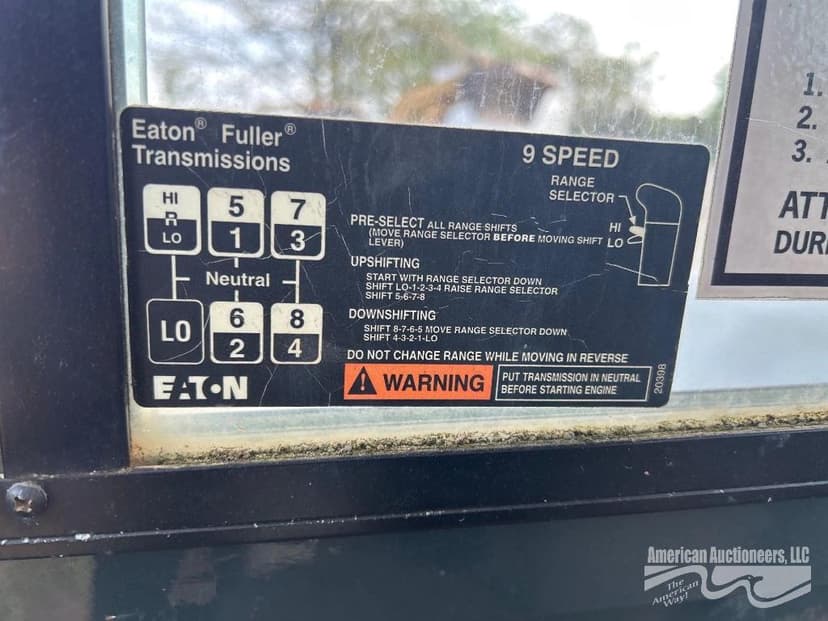 Eaton® Fuller®
Transmissions
9 SPEED
RANGE
SELECTOR
HI
LO
HI
R
LO
5
1
7
3
Neutral
LO
6
2
8
4
EATON
PRE-SELECT ALL RANGE SHIFTS
(MOVE RANGE SELECTOR BEFORE MOVING SHIFT
LEVER)
UPSHIFTING
START WITH RANGE SELECTOR DOWN
SHIFT LO-1-2-3-4 RAISE RANGE SELECTOR
SHIFT 5-6-7-8
DOWNSHIFTING
SHIFT 8-7-6-5 MOVE RANGE SELECTOR DOWN
SHIFT 4-3-2-1-LO
DO NOT CHANGE RANGE WHILE MOVING IN REVERSE
WARNING
PUT TRANSMISSION IN NEUTRAL
BEFORE STARTING ENGINE
20398
1.
2.
3.
ATT
DURI
American Auctioneers, LLC
The
American
Way!